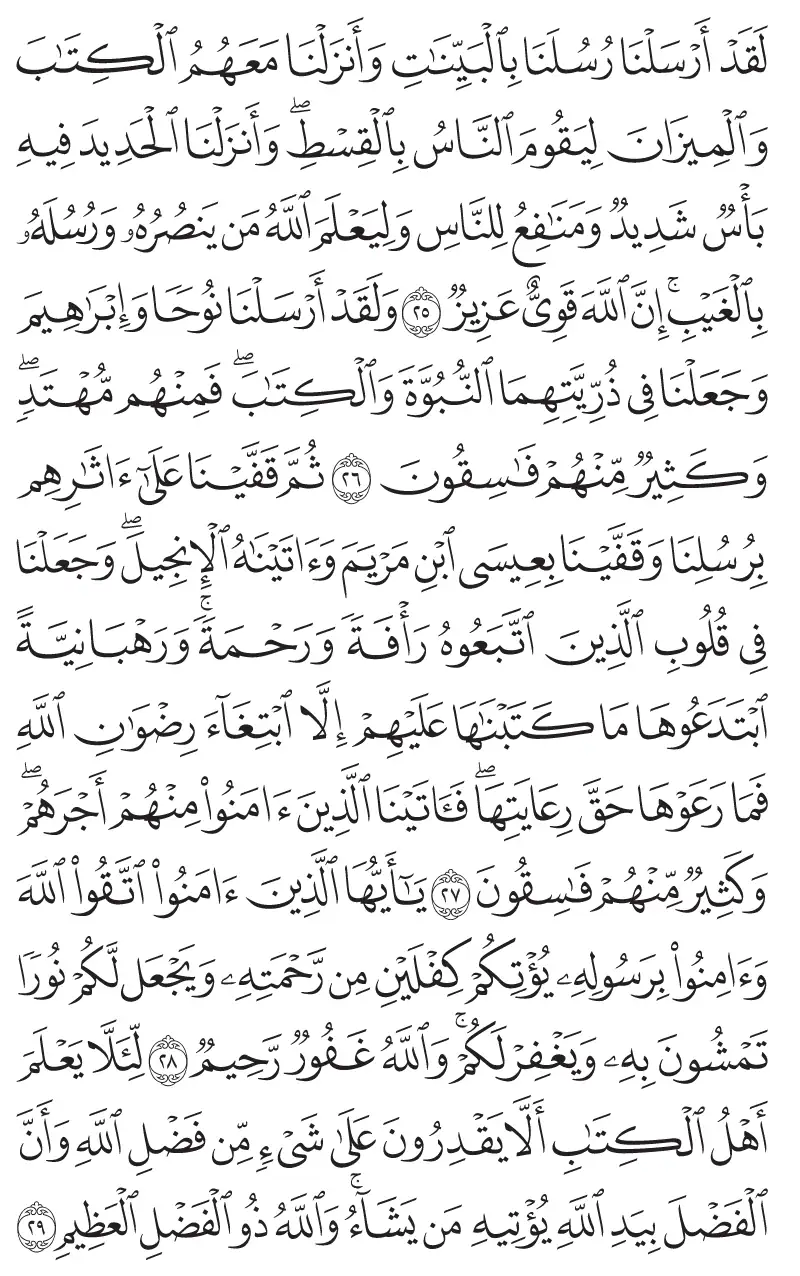 لَقَدۡ أَرۡسَلۡنَا رُسُلَنَا بِٱلۡبَيِّنَٰتِ وَأَنزَلۡنَا مَعَهُمُ ٱلۡكِتَٰبَ
وَٱلۡمِيزَانَ لِيَقُومَ ٱلنَّاسُ بِٱلۡقِسۡطِۖ وَأَنزَلۡنَا ٱلۡحَدِيدَ فِيهِ
بَأۡسٞ شَدِيدٞ وَمَنَٰفِعُ لِلنَّاسِ وَلِيَعۡلَمَ ٱللَّهُ مَن يَنصُرُهُۥ وَرُسُلَهُۥ
بِٱلۡغَيۡبِۚ إِنَّ ٱللَّهَ قَوِيٌّ عَزِيزٞ ٢٥ وَلَقَدۡ أَرۡسَلۡنَا نُوحٗا وَإِبۡرَٰهِيمَ
وَجَعَلۡنَا فِي ذُرِّيَّتِهِمَا ٱلنُّبُوَّةَ وَٱلۡكِتَٰبَۖ فَمِنۡهُم مُّهۡتَدٖۖ
وَكَثِيرٞ مِّنۡهُمۡ فَٰسِقُونَ ٢٦ ثُمَّ قَفَّيۡنَا عَلَىٰٓ ءَاثَٰرِهِم
بِرُسُلِنَا وَقَفَّيۡنَا بِعِيسَى ٱبۡنِ مَرۡيَمَ وَءَاتَيۡنَٰهُ ٱلۡإِنجِيلَۖ وَجَعَلۡنَا
فِي قُلُوبِ ٱلَّذِينَ ٱتَّبَعُوهُ رَأۡفَةٗ وَرَحۡمَةٗۚ وَرَهۡبَانِيَّةً
ٱبۡتَدَعُوهَا مَا كَتَبۡنَٰهَا عَلَيۡهِمۡ إِلَّا ٱبۡتِغَآءَ رِضۡوَٰنِ ٱللَّهِ
فَمَا رَعَوۡهَا حَقَّ رِعَايَتِهَاۖ فَـَٔاتَيۡنَا ٱلَّذِينَ ءَامَنُواْ مِنۡهُمۡ أَجۡرَهُمۡۖ
وَكَثِيرٞ مِّنۡهُمۡ فَٰسِقُونَ ٢٧ يَٰٓأَيُّهَا ٱلَّذِينَ ءَامَنُواْ ٱتَّقُواْ ٱللَّهَ
وَءَامِنُواْ بِرَسُولِهِۦ يُؤۡتِكُمۡ كِفۡلَيۡنِ مِن رَّحۡمَتِهِۦ وَيَجۡعَل لَّكُمۡ نُورٗا
تَمۡشُونَ بِهِۦ وَيَغۡفِرۡ لَكُمۡۚ وَٱللَّهُ غَفُورٞ رَّحِيمٞ ٢٨ لِّئَلَّا يَعۡلَمَ
أَهۡلُ ٱلۡكِتَٰبِ أَلَّا يَقۡدِرُونَ عَلَىٰ شَيۡءٖ مِّن فَضۡلِ ٱللَّهِ وَأَنَّ
ٱلۡفَضۡلَ بِيَدِ ٱللَّهِ يُؤۡتِيهِ مَن يَشَآءُۚ وَٱللَّهُ ذُو ٱلۡفَضۡلِ ٱلۡعَظِيمِ ٢٩